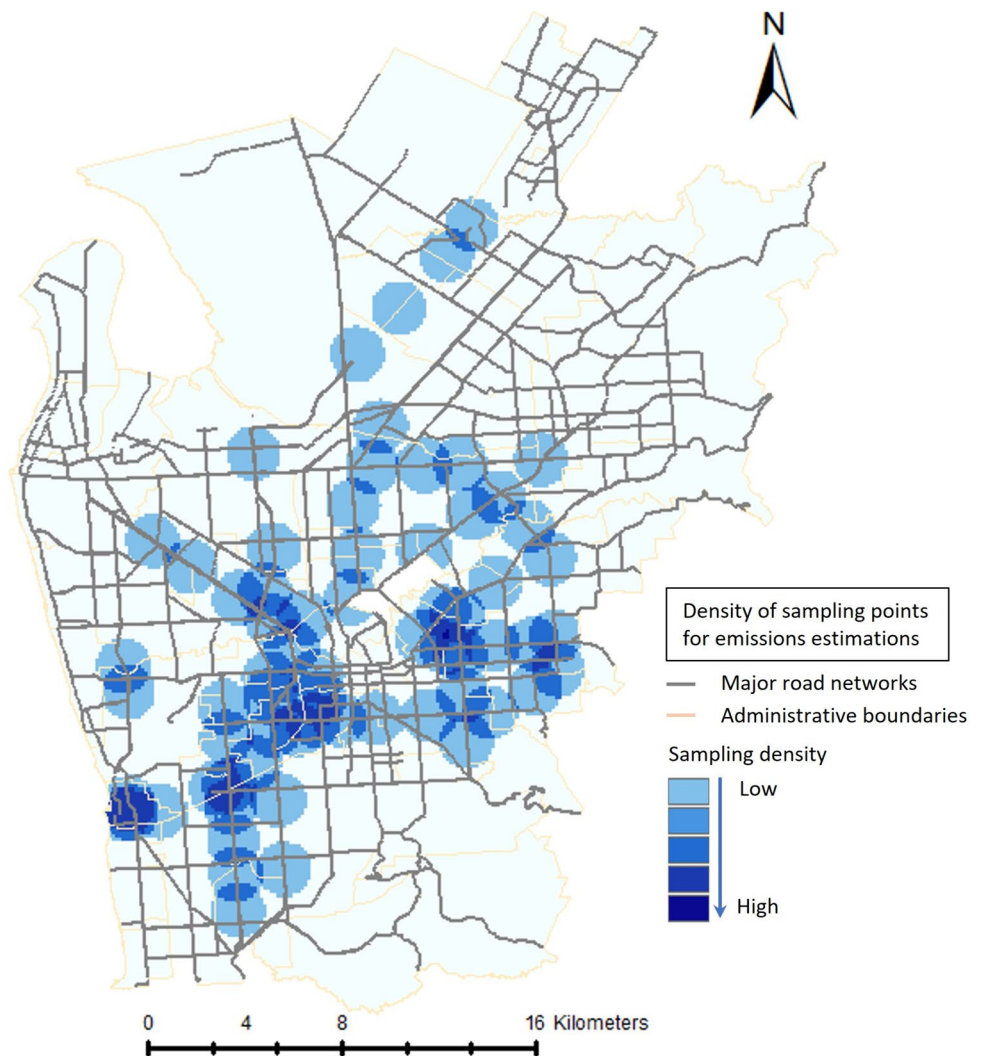 N
Density of sampling points
for emissions estimations
Major road networks
Administrative boundaries
Sampling density
Low
High
0 4 8 16 Kilometers